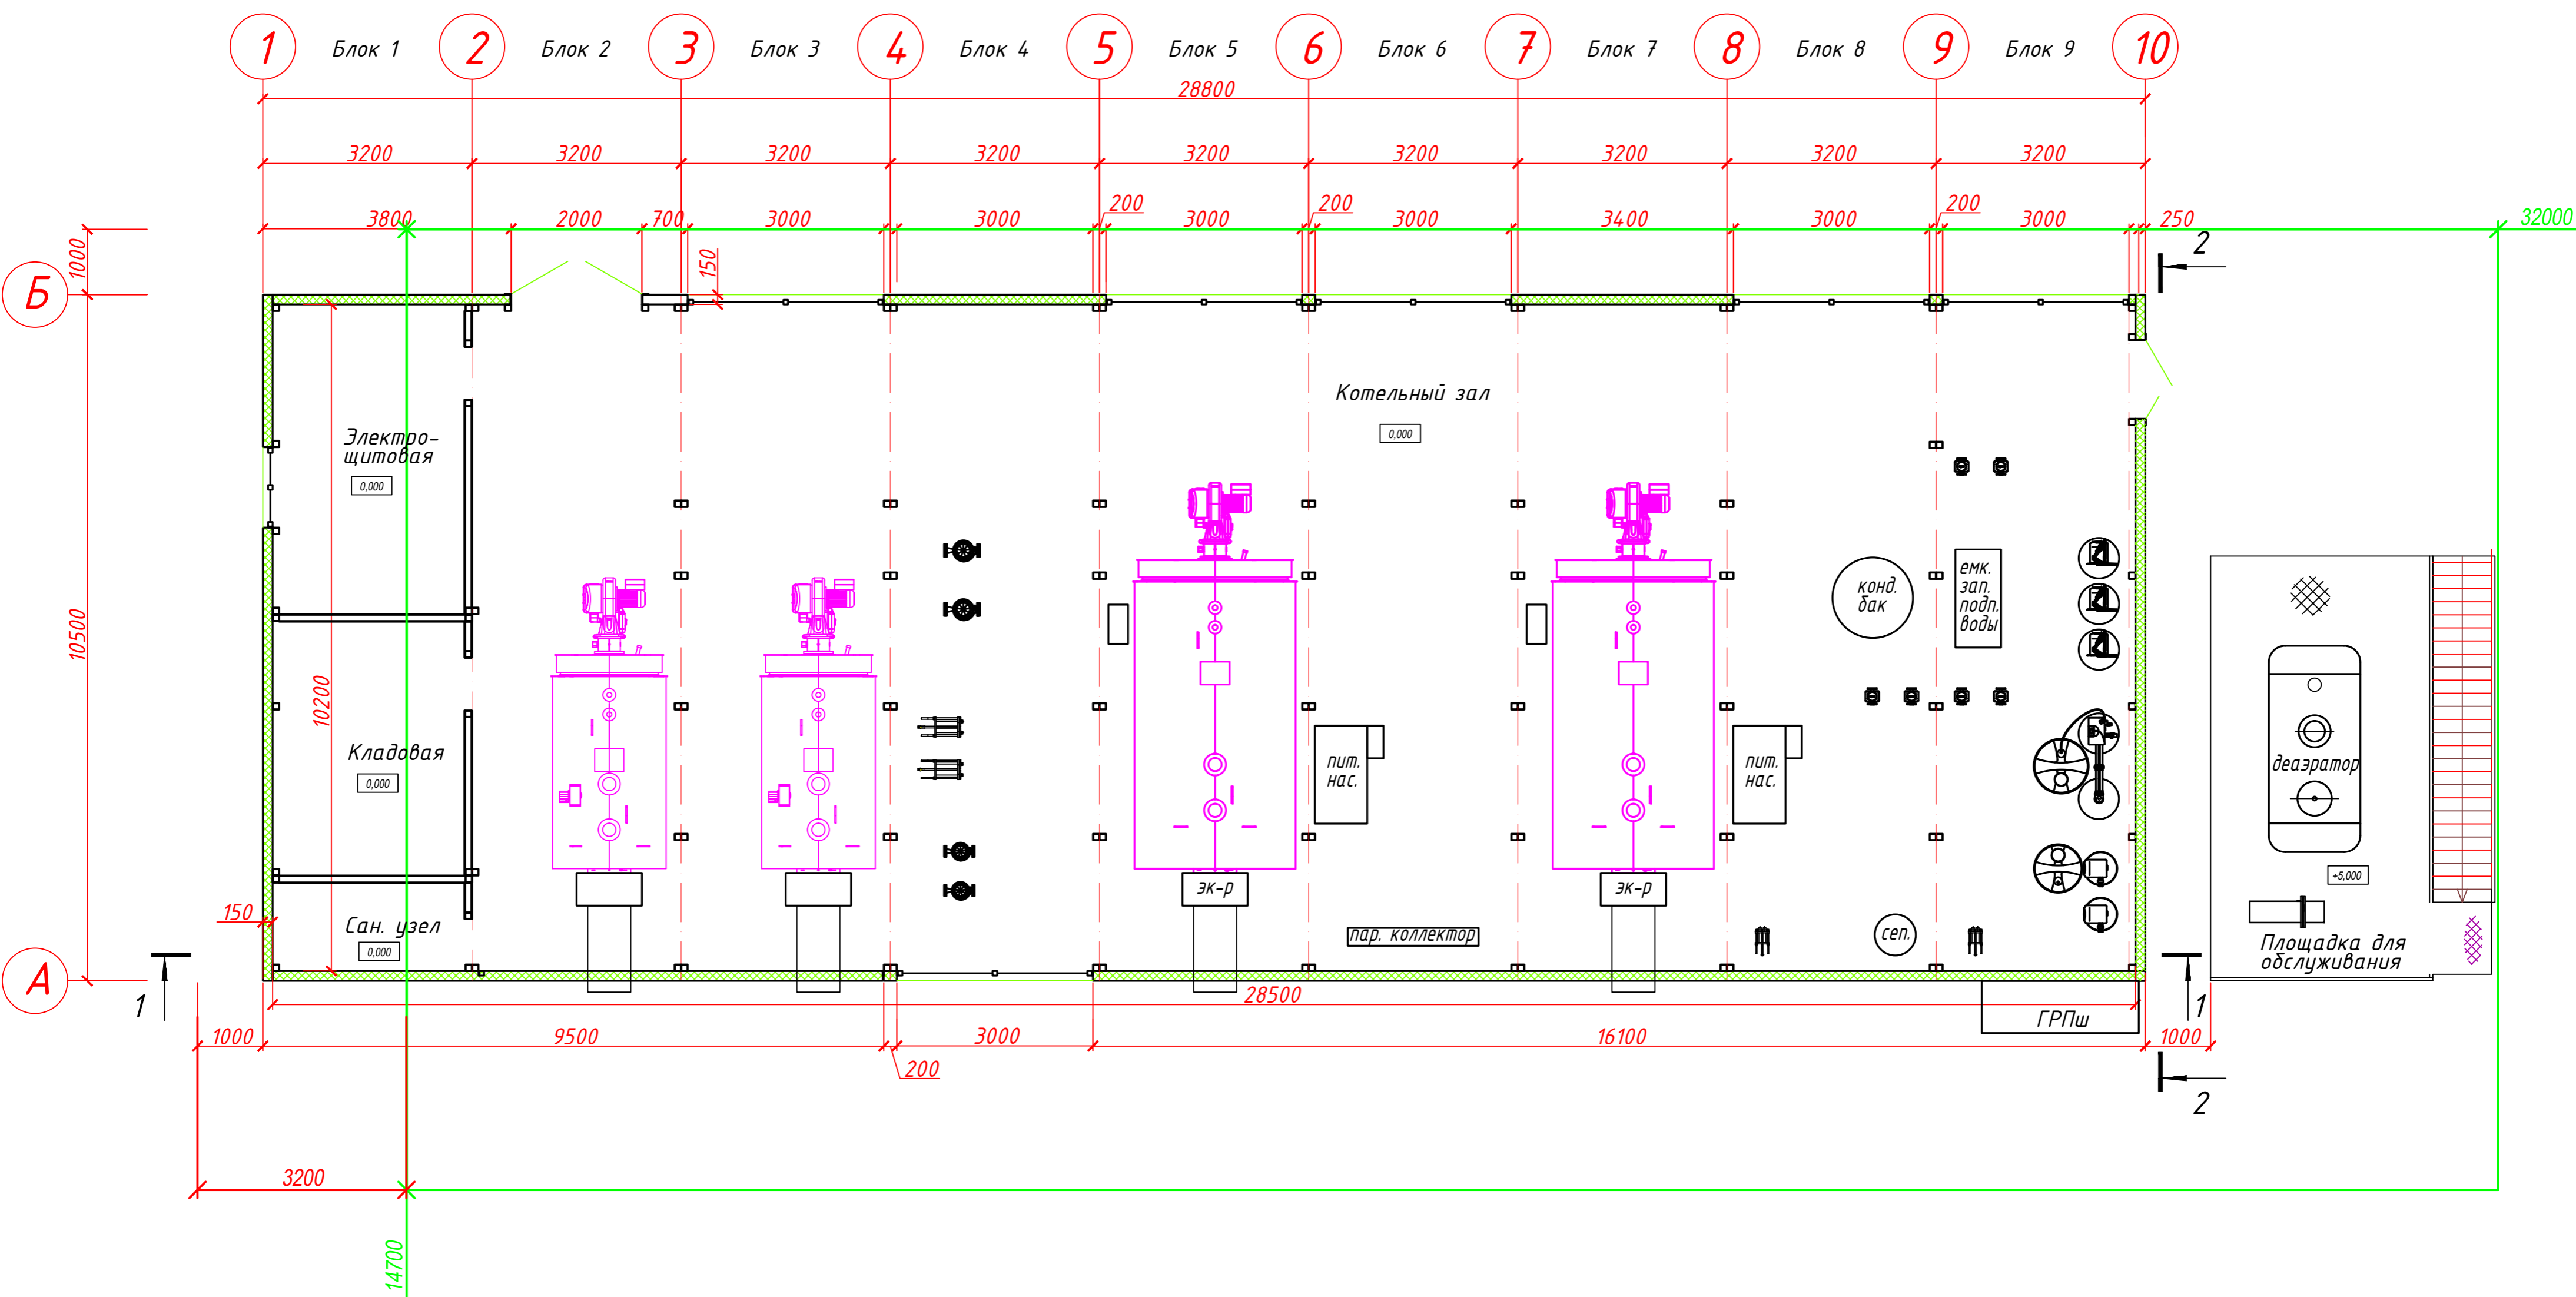 1 Блок 1 2 Блок 2 3 Блок 3 4 Блок 4 5 Блок 5 6 Блок 6 7 Блок 7 8 Блок 8 9 Блок 9 10
28800
3200 3200 3200 3200 3200 3200 3200 3200 3200
200 200 200
3800 2000 700 3000 3000 3000 3000 3400 3000 3000 250 32000
1000
150
2
Б
Котельный зал
0,000
Электро-
щитовая
0,000
10500
10200
конд.
бак
емк.
зап.
подп.
воды
Кладовая
0,000
пит.
нас.
пит.
нас.
деаэратор
+5,000
эк-р
эк-р
150
Сан. узел
0,000
пар. коллектор
сеп.
Площадка для
обслуживания
А
1
1
28500
ГРПш
1000 9500 3000 16100 1000
200
2
3200
14700